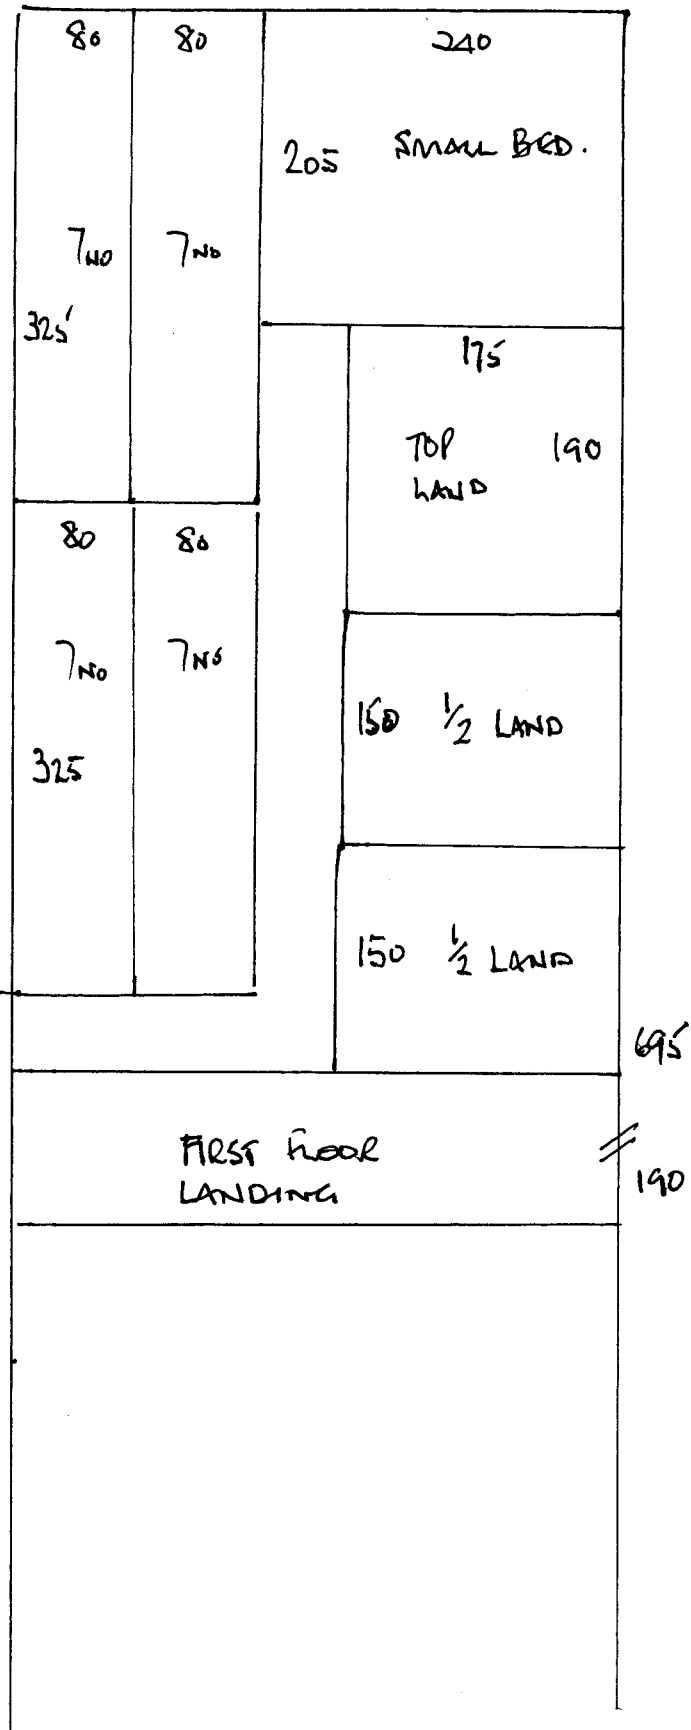 80 80 240
205 SMALL BED.
7NO 7NO
325
175
TOP 190
LAND
80 80
7NO 7NO
150 1/2 LAND
325
150 1/2 LAND
695
FIRST FLOOR
LANDING
190